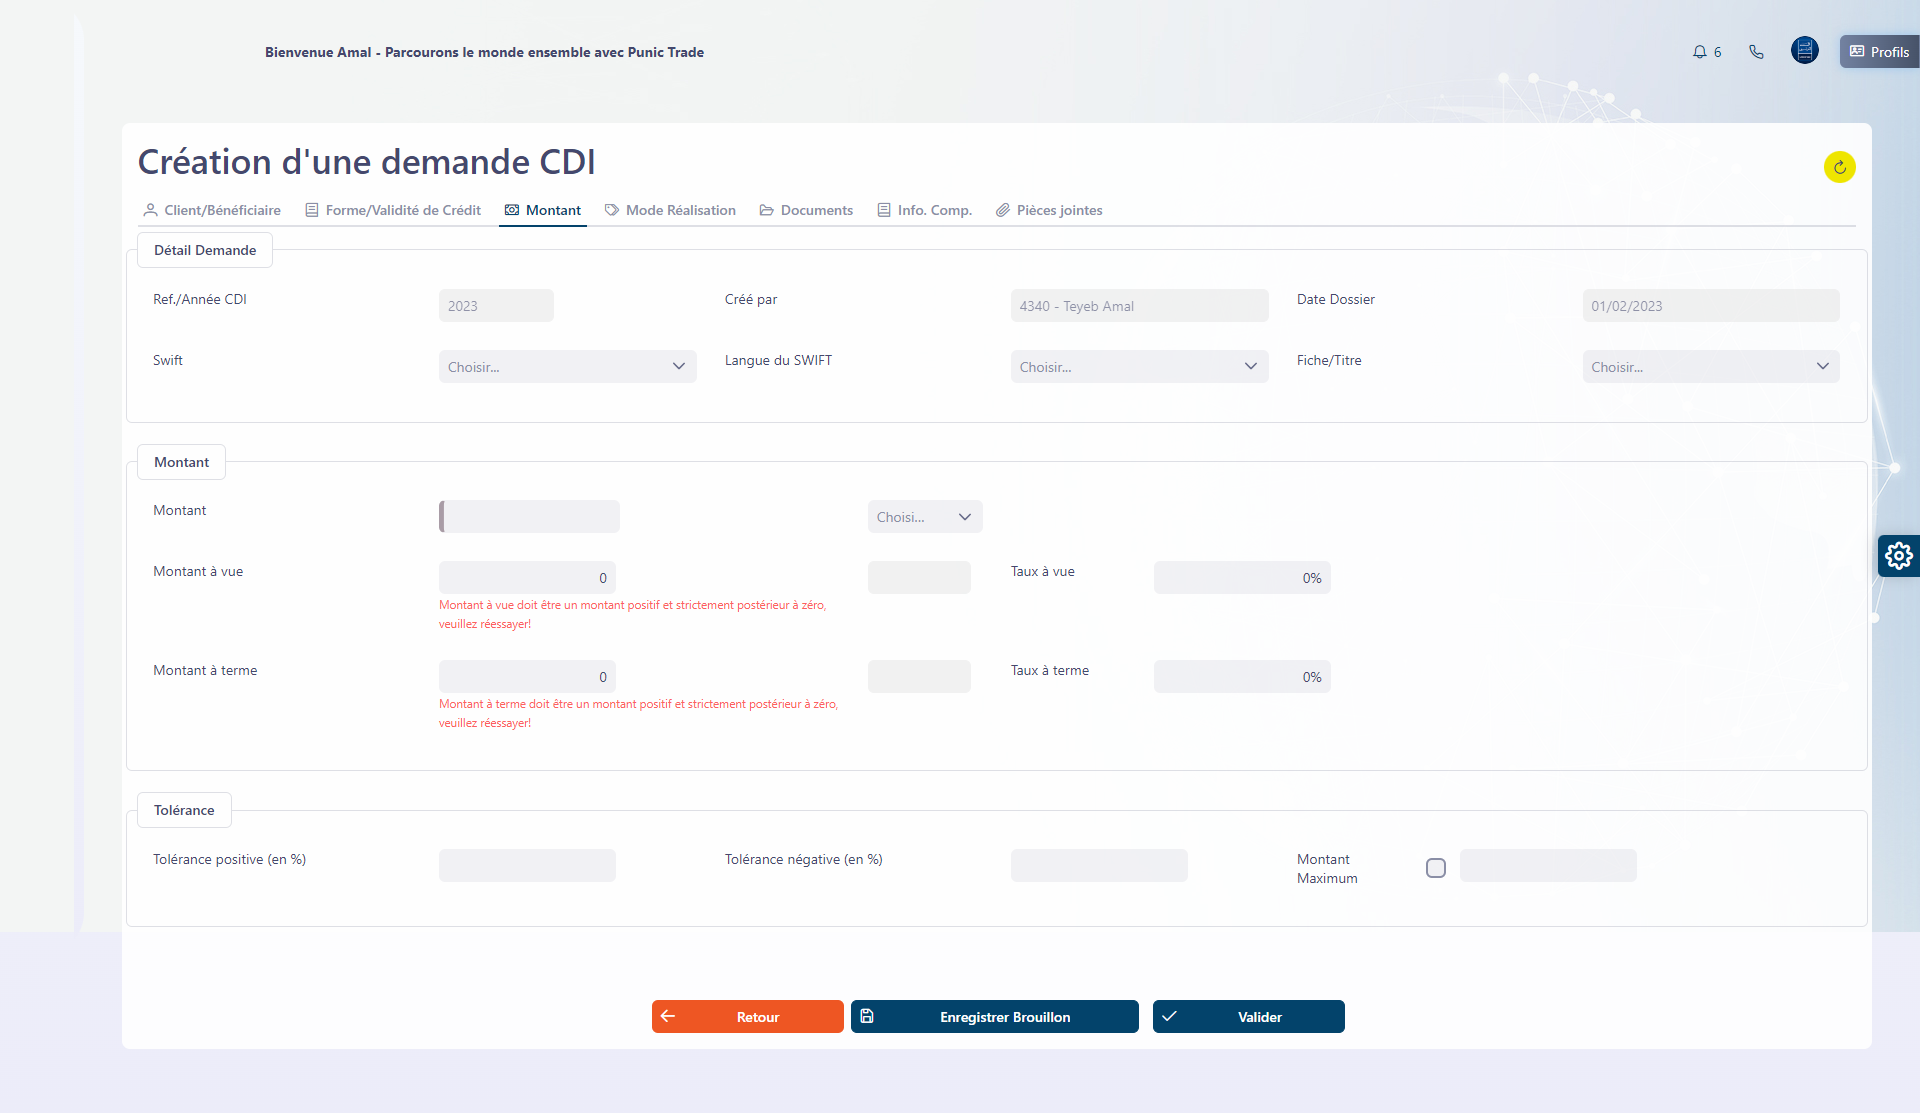 Bienvenue Amal - Parcourons le monde ensemble avec Punic Trade
6
Profils
Création d'une demande CDI
Client/Bénéficiaire
Forme/Validité de Crédit
Montant
Mode Réalisation
Documents
Info. Comp.
Pièces jointes
Détail Demande
Ref./Année CDI
2023
Créé par
4340 - Teyeb Amal
Date Dossier
01/02/2023
Swift
Choisir...
Langue du SWIFT
Choisir...
Fiche/Titre
Choisir...
Montant
Montant
Choisi...
Montant à vue
0
Taux à vue
0%
Montant à vue doit être un montant positif et strictement postérieur à zéro,
veuillez réessayer!
Montant à terme
0
Taux à terme
0%
Montant à terme doit être un montant positif et strictement postérieur à zéro,
veuillez réessayer!
Tolérance
Tolérance positive (en %)
Tolérance négative (en %)
Montant
Maximum
Retour
Enregistrer Brouillon
Valider